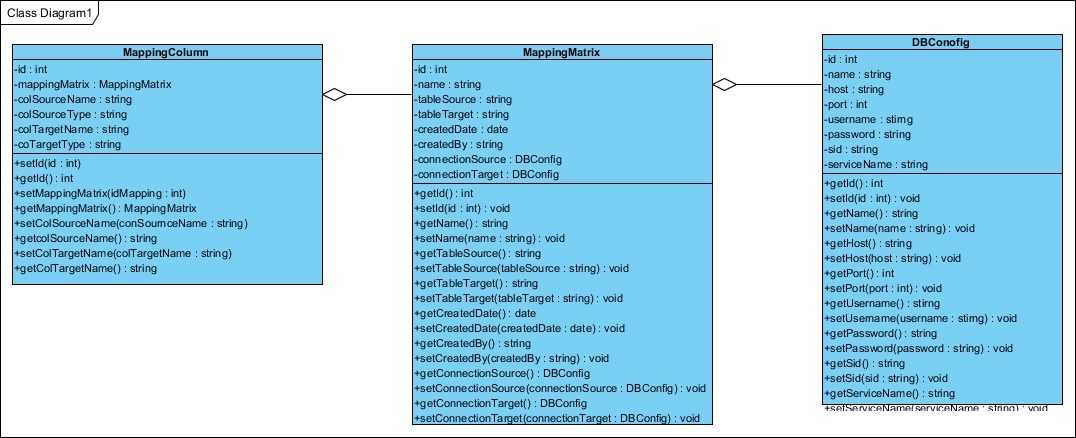 Class Diagram1
MappingColumn
-id : int
-mappingMatrix : MappingMatrix
-colSourceName : string
-colSourceType : string
-colTargetName : string
-coTargetType : string
+setId(id : int)
+getId() : int
+setMappingMatrix(idMapping : int)
+getMappingMatrix() : MappingMatrix
+setColSourceName(conSournceName : string)
+getcolSourceName() : string
+setColTargetName(colTargetName : string)
+getColTargetName() : string
MappingMatrix
-id : int
-name : string
-tableSource : string
-tableTarget : string
-createdDate : date
-createdBy : string
-connectionSource : DBConfig
-connectionTarget : DBConfig
+getId() : int
+setId(id : int) : void
+getName() : string
+setName(name : string) : void
+getTableSource() : string
+setTableSource(tableSource : string) : void
+getTableTarget() : string
+setTableTarget(tableTarget : string) : void
+getCreatedDate() : date
+setCreatedDate(createdDate : date) : void
+getCreatedBy() : string
+setCreatedBy(createdBy : string) : void
+getConnectionSource() : DBConfig
+setConnectionSource(connectionSource : DBConfig) : void
+getConnectionTarget() : DBConfig
+setConnectionTarget(connectionTarget : DBConfig) : void
DBConofig
-id : int
-name : string
-host : string
-port : int
-username : stirng
-password : string
-sid : string
-serviceName : string
+getId() : int
+setId(id : int) : void
+getName() : string
+setName(name : string) : void
+getHost() : string
+setHost(host : string) : void
+getPort() : int
+setPort(port : int) : void
+getUsername() : stirng
+setUsername(username : stirng) : void
+getPassword() : string
+setPassword(password : string) : void
+getSid() : string
+setSid(sid : string) : void
+getServiceName() : string
+setServiceName(serviceName : string) : void